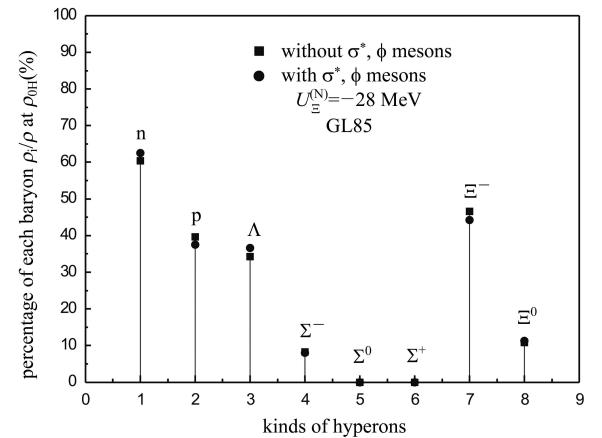 100
90
80
70
60
50
40
30
20
10
0
percentage of each baryon ρi/ρ at ρ0H(%)
■ without σ*, ϕ mesons
● with σ*, ϕ mesons
U_Ξ^(N)=−28 MeV
GL85
n
p
Λ
Σ−
Σ0
Σ+
Ξ−
Ξ0
0 1 2 3 4 5 6 7 8 9
kinds of hyperons